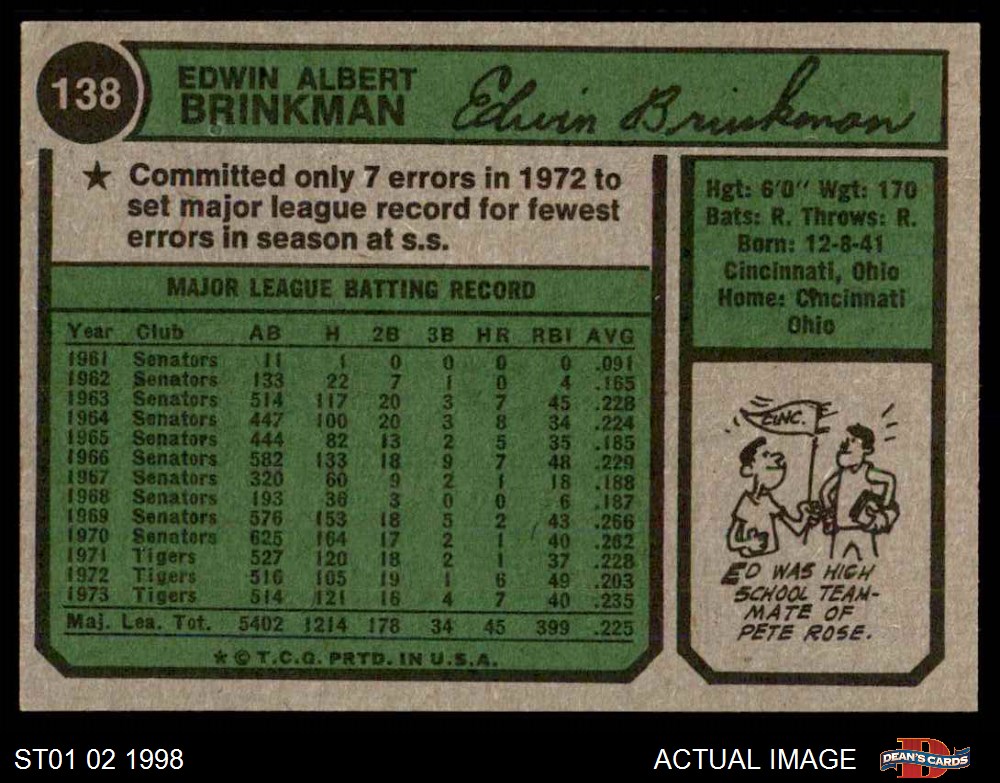 138
EDWIN ALBERT
BRINKMAN
Edwin Brinkman
★ Committed only 7 errors in 1972 to
set major league record for fewest
errors in season at s.s.
Hgt: 6'0" Wgt: 170
Bats: R. Throws: R.
Born: 12-8-41
Cincinnati, Ohio
Home: Cincinnati
Ohio
MAJOR LEAGUE BATTING RECORD
Year Club AB H 2B 3B HR RBI AVG
1961 Senators 11 1 0 0 0 0 .091
1962 Senators 133 22 7 1 0 4 .165
1963 Senators 514 117 20 3 7 45 .228
1964 Senators 447 100 20 3 8 34 .224
1965 Senators 444 82 13 2 5 35 .185
1966 Senators 582 133 18 9 7 48 .229
1967 Senators 320 60 9 2 1 18 .188
1968 Senators 193 36 3 0 0 6 .187
1969 Senators 576 153 18 5 2 43 .266
1970 Senators 625 164 17 2 1 40 .262
1971 Tigers 527 120 18 2 1 37 .228
1972 Tigers 516 105 19 1 6 49 .203
1973 Tigers 514 121 16 4 7 40 .235
Maj. Lea. Tot. 5402 1214 178 34 45 399 .225
★ © T.C.G. PRTD. IN U.S.A.
CINC.
ED WAS HIGH
SCHOOL TEAM-
MATE OF
PETE ROSE.
ST01 02 1998
ACTUAL IMAGE
D
DEAN'S CARDS